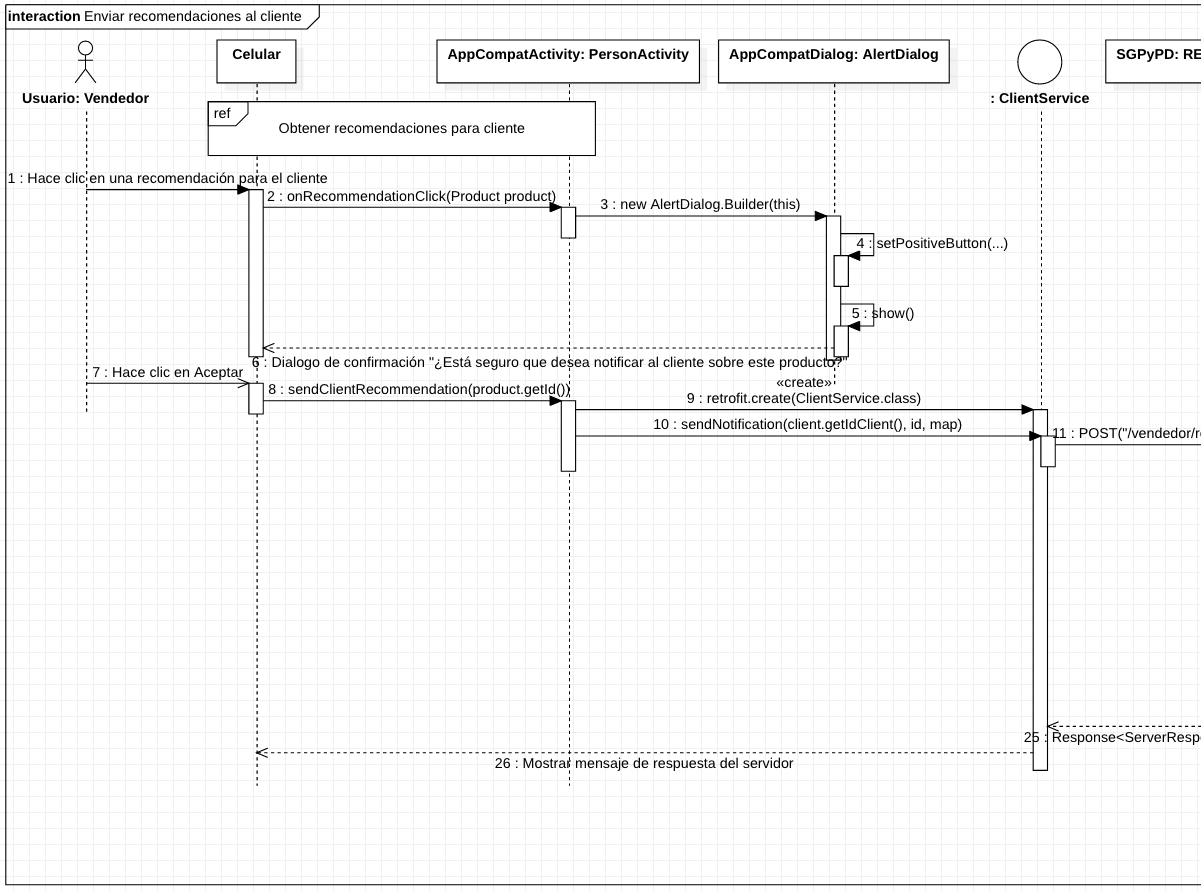 interaction Enviar recomendaciones al cliente
Celular
AppCompatActivity: PersonActivity
AppCompatDialog: AlertDialog
SGPyPD: RE
Usuario: Vendedor
: ClientService
ref
Obtener recomendaciones para cliente
1 : Hace clic en una recomendación para el cliente
2 : onRecommendationClick(Product product)
3 : new AlertDialog.Builder(this)
4 : setPositiveButton(...)
5 : show()
6 : Dialogo de confirmación "¿Está seguro que desea notificar al cliente sobre este producto?"
7 : Hace clic en Aceptar
8 : sendClientRecommendation(product.getId())
«create»
9 : retrofit.create(ClientService.class)
10 : sendNotification(client.getIdClient(), id, map)
11 : POST("/vendedor/r
25 : Response<ServerResp
26 : Mostrar mensaje de respuesta del servidor